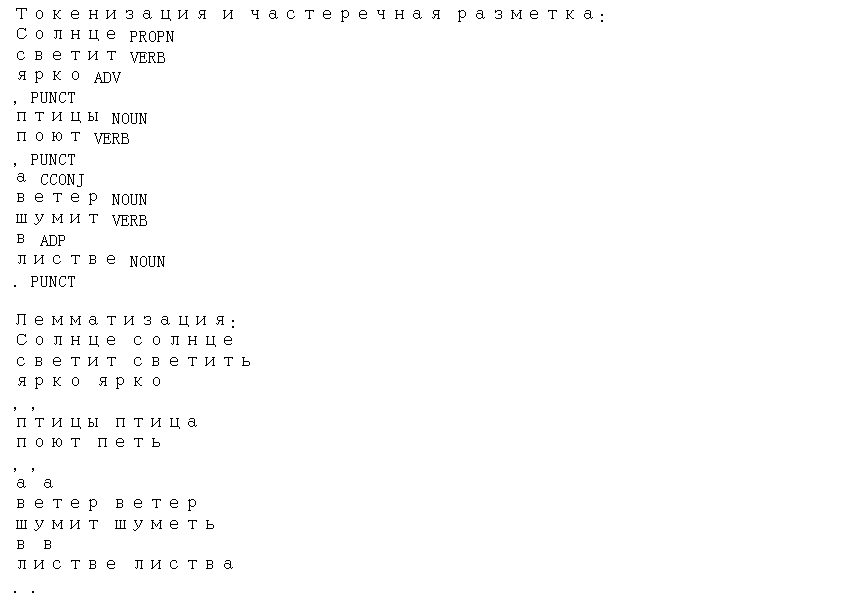 Токенизация и частеречная разметка:
Солнце PROPN
светит VERB
ярко ADV
, PUNCT
птицы NOUN
поют VERB
, PUNCT
а CCONJ
ветер NOUN
шумит VERB
в ADP
листве NOUN
. PUNCT

Лемматизация:
Солнце солнце
светит светить
ярко ярко
, ,
птицы птица
поют петь
, ,
а а
ветер ветер
шумит шуметь
в в
листве листва
. .